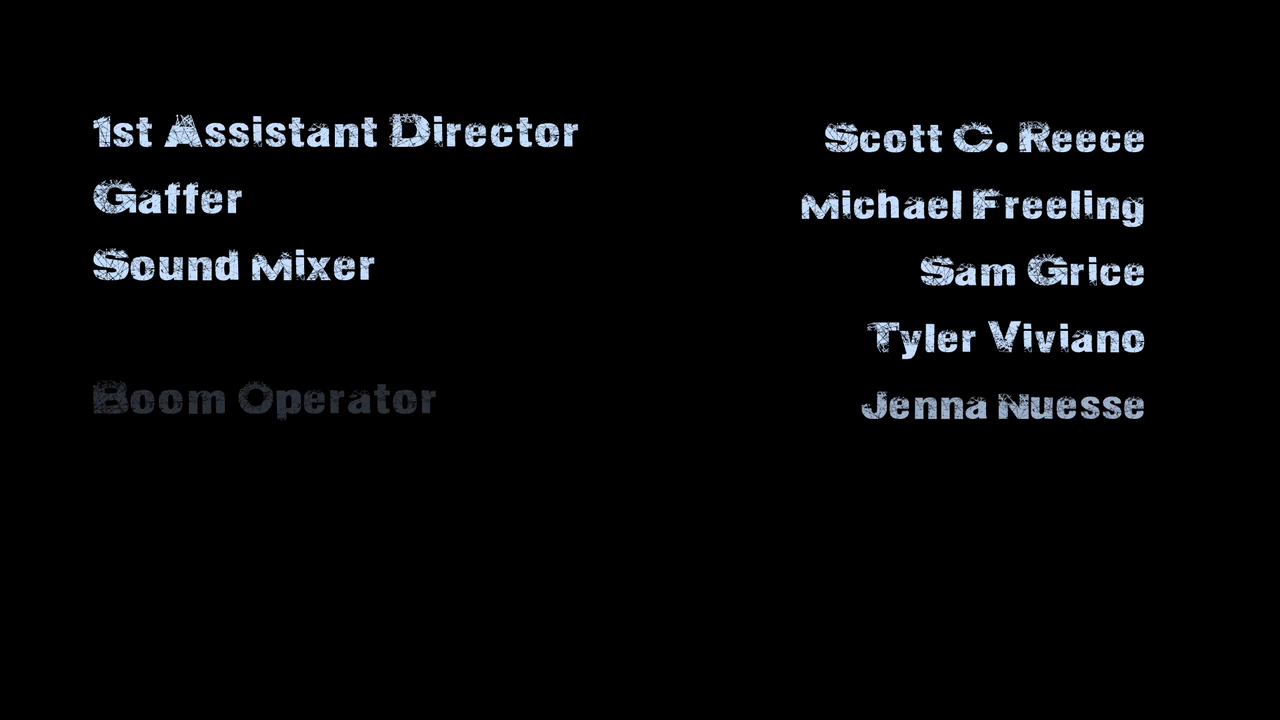 1st Assistant Director Scott C. Reece
Gaffer Michael Freeling
Sound Mixer Sam Grice
Tyler Viviano
Boom Operator Jenna Nuesse